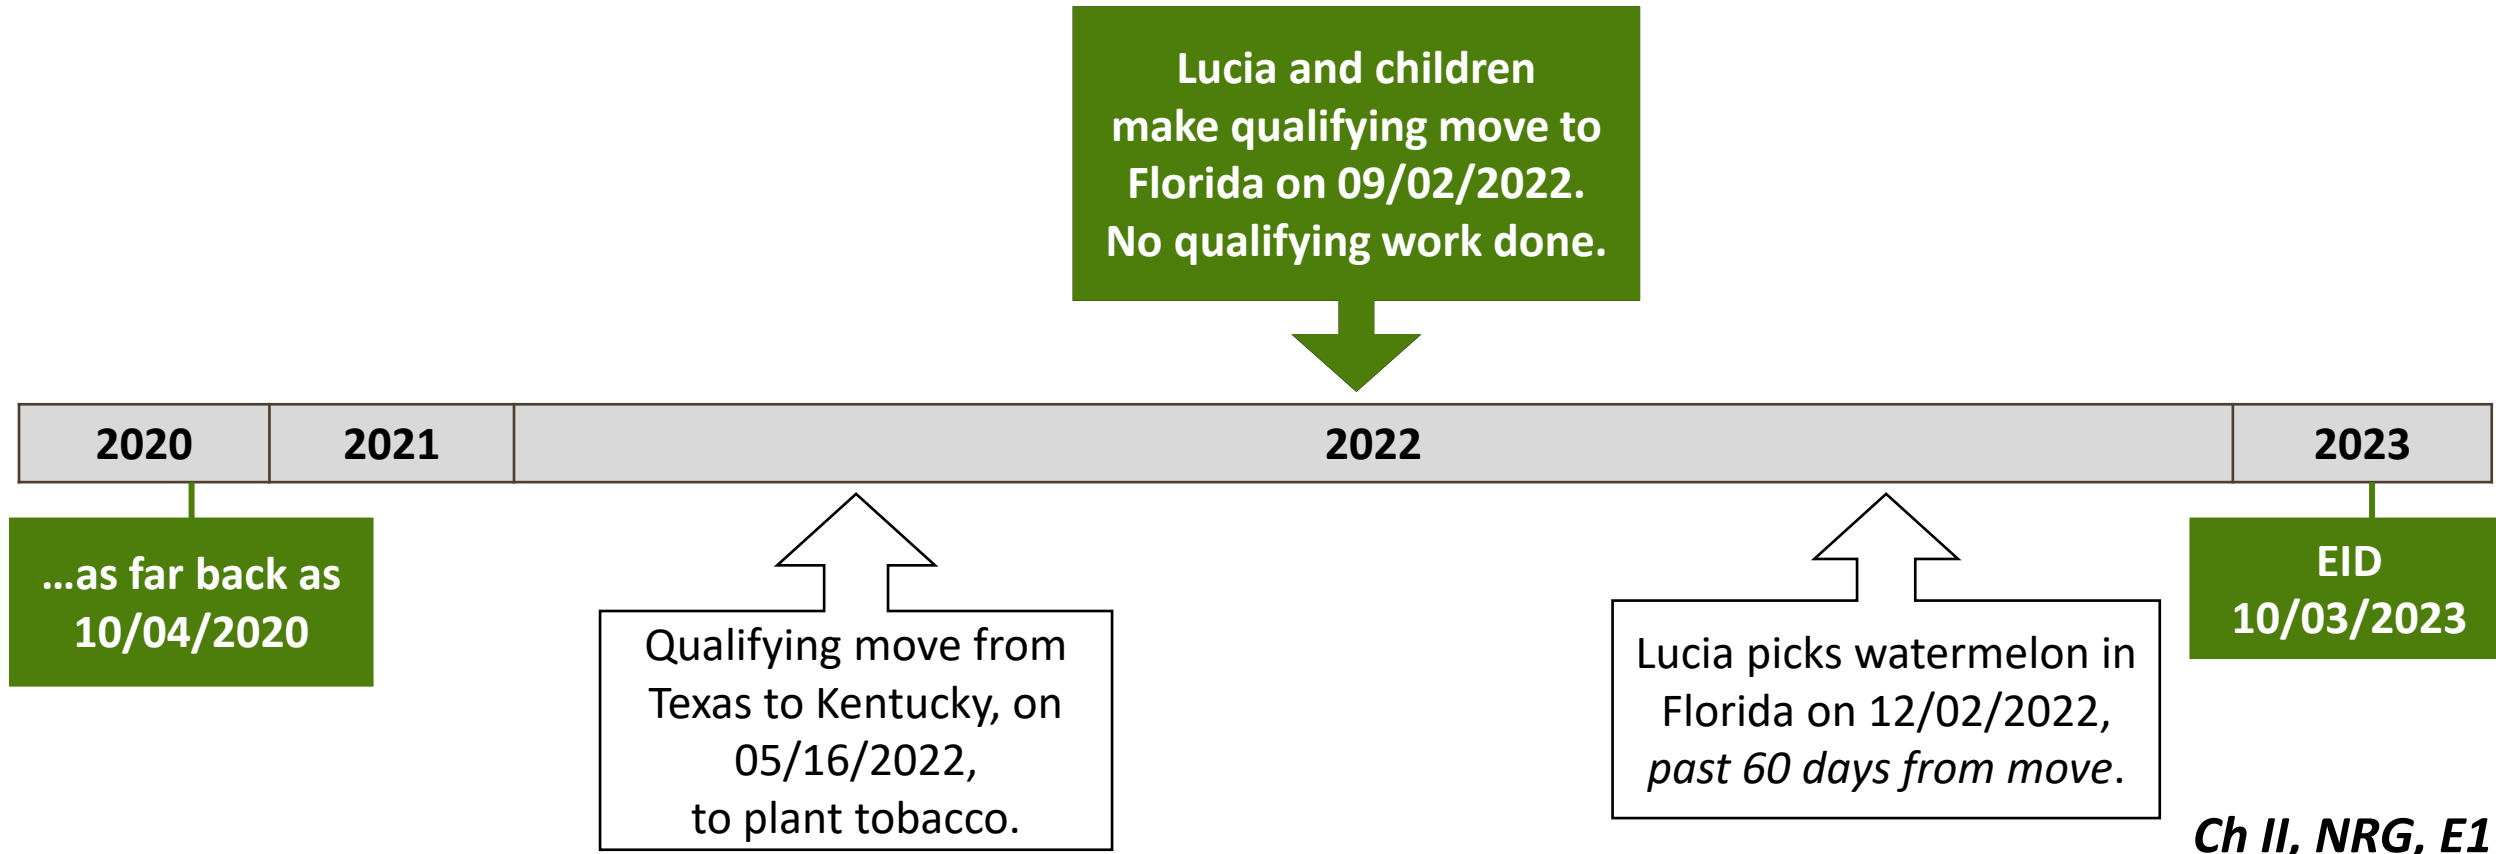 Lucia and children
make qualifying move to
Florida on 09/02/2022.
No qualifying work done.
2020
2021
2022
2023
...as far back as
10/04/2020
Qualifying move from
Texas to Kentucky, on
05/16/2022,
to plant tobacco.
Lucia picks watermelon in
Florida on 12/02/2022,
past 60 days from move.
EID
10/03/2023
Ch II, NRG, E1